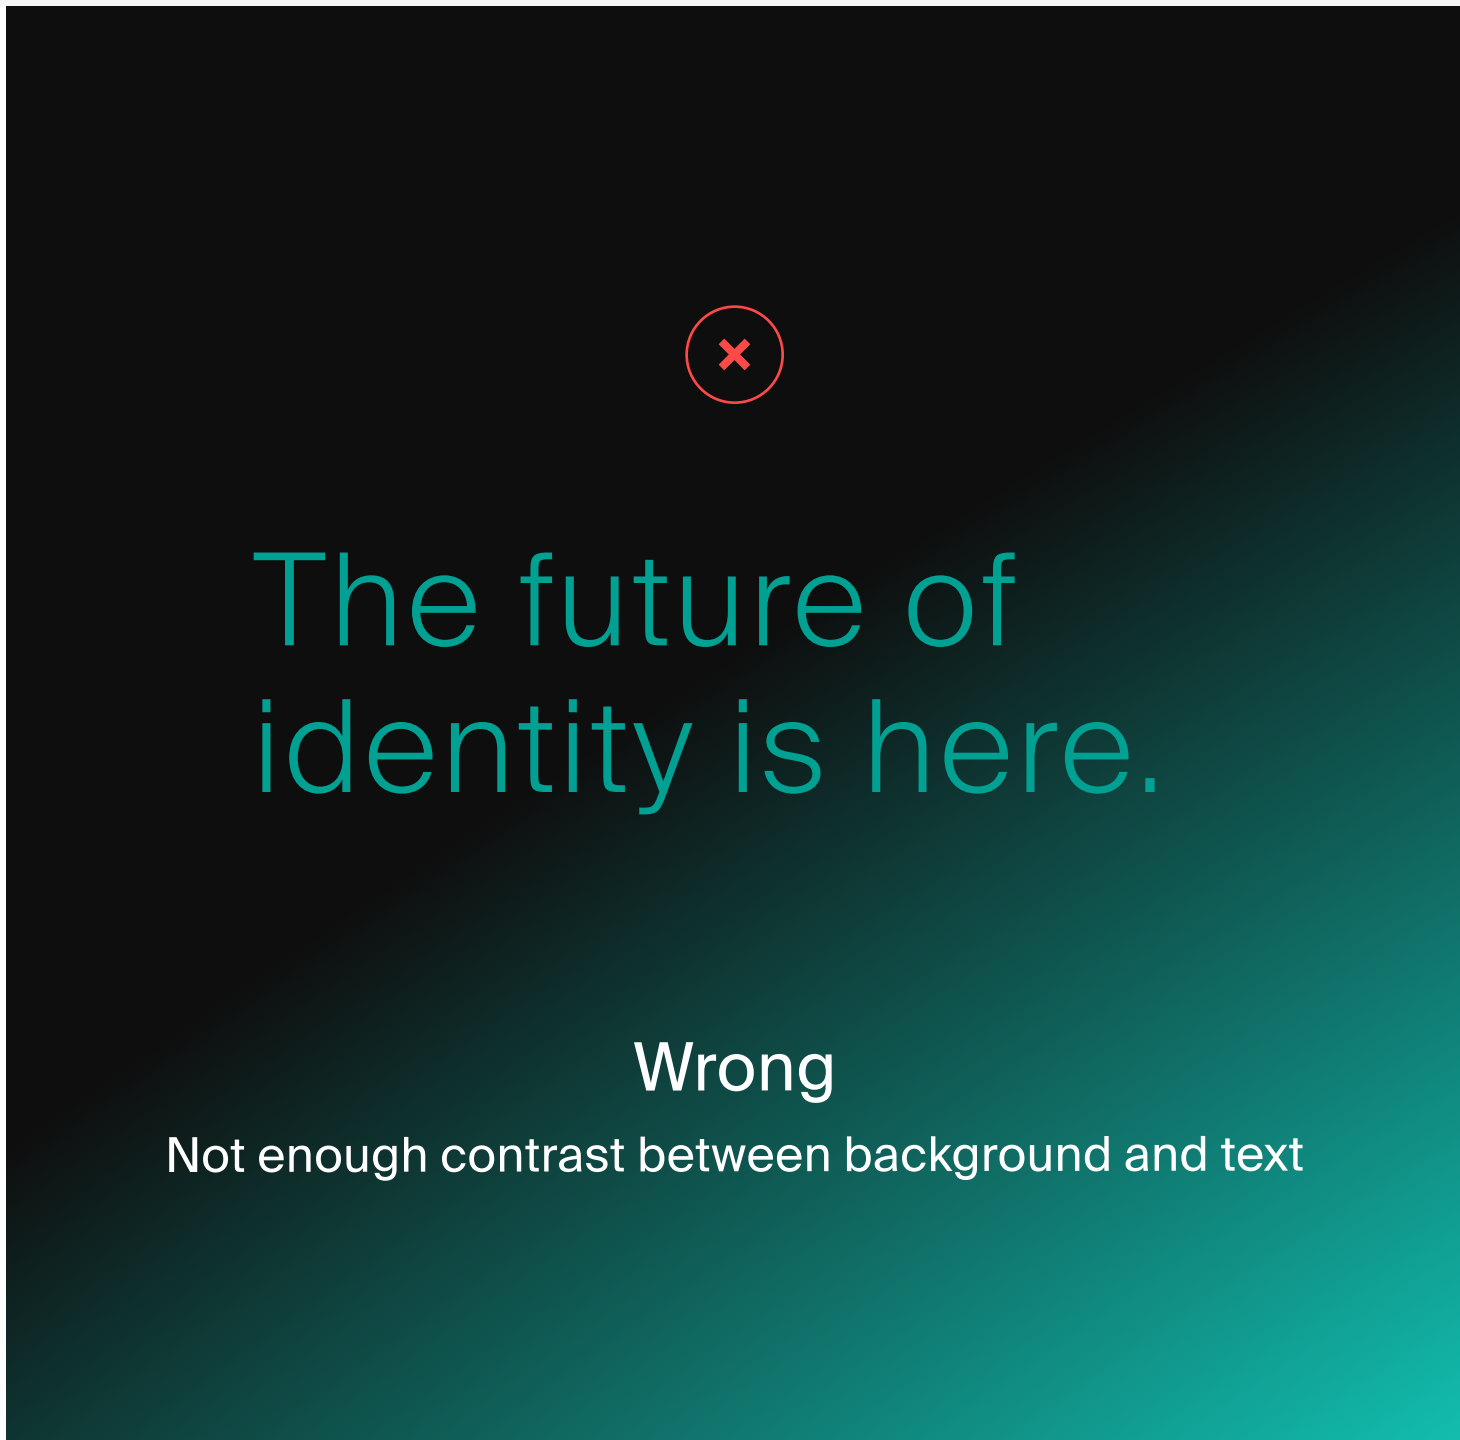 The future of
identity is here.
Wrong
Not enough contrast between background and text